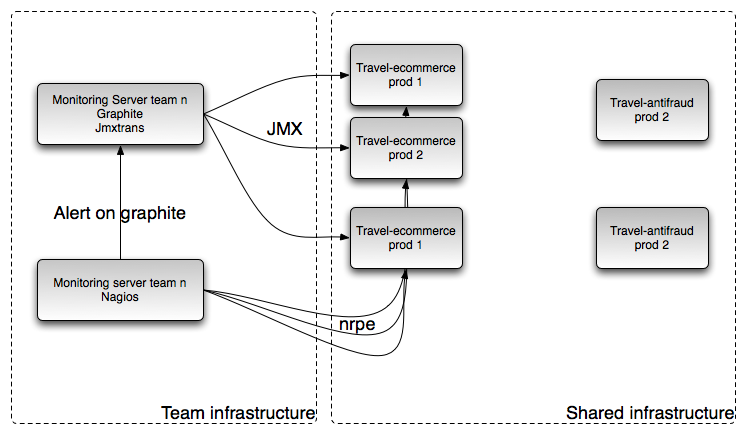 Monitoring Server team n
Graphite
Jmxtrans
Alert on graphite
Monitoring server team n
Nagios
Team infrastructure
JMX
nrpe
Travel-ecommerce
prod 1
Travel-ecommerce
prod 2
Travel-ecommerce
prod 1
Travel-antifraud
prod 2
Travel-antifraud
prod 2
Shared infrastructure